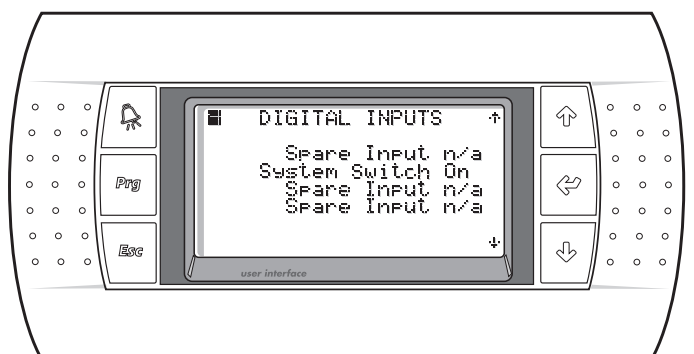 DIGITAL INPUTS
Spare Input n/a
System Switch On
Spare Input n/a
Spare Input n/a
Prg
Esc
user interface